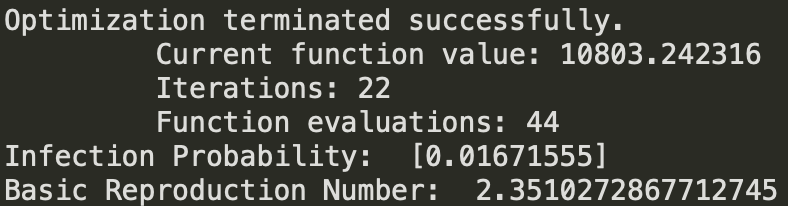 Optimization terminated successfully.
Current function value: 10803.242316
Iterations: 22
Function evaluations: 44
Infection Probability:  [0.01671555]
Basic Reproduction Number:  2.3510272867712745